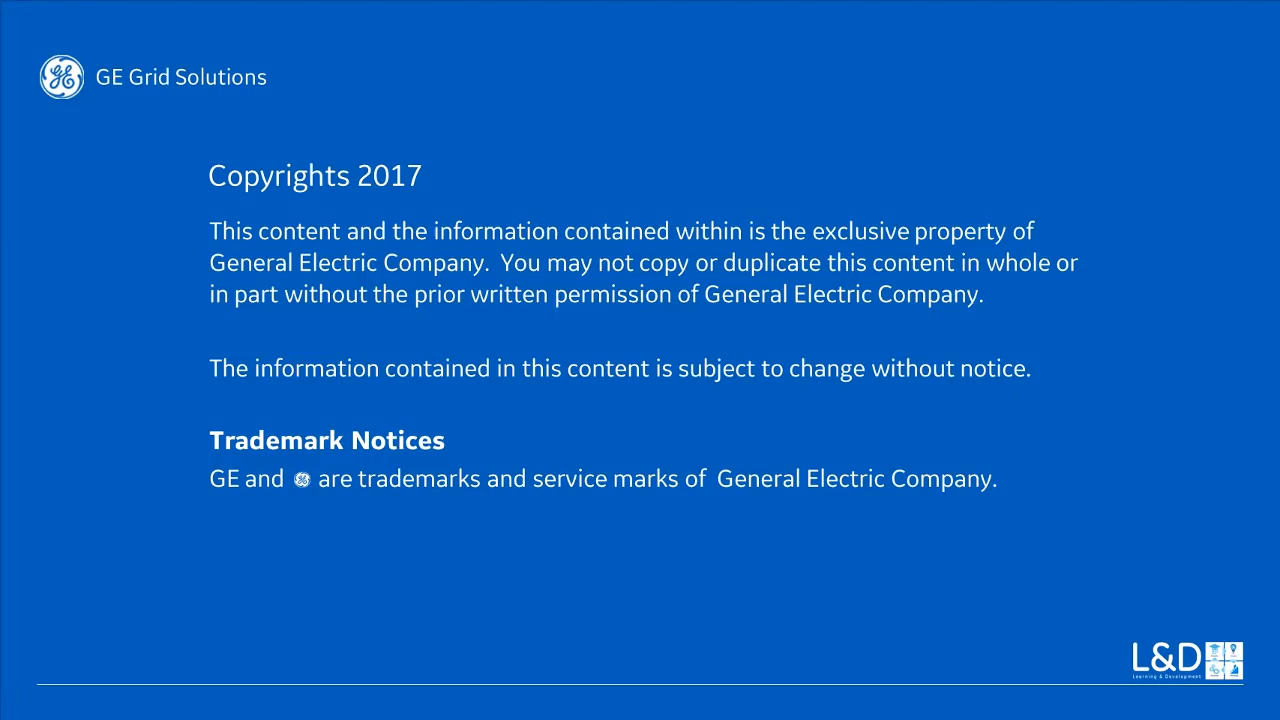 GE Grid Solutions
Copyrights 2017
This content and the information contained within is the exclusive property of
General Electric Company.  You may not copy or duplicate this content in whole or
in part without the prior written permission of General Electric Company.
The information contained in this content is subject to change without notice.
Trademark Notices
GE and GE are trademarks and service marks of  General Electric Company.
L&D
Learning & Development